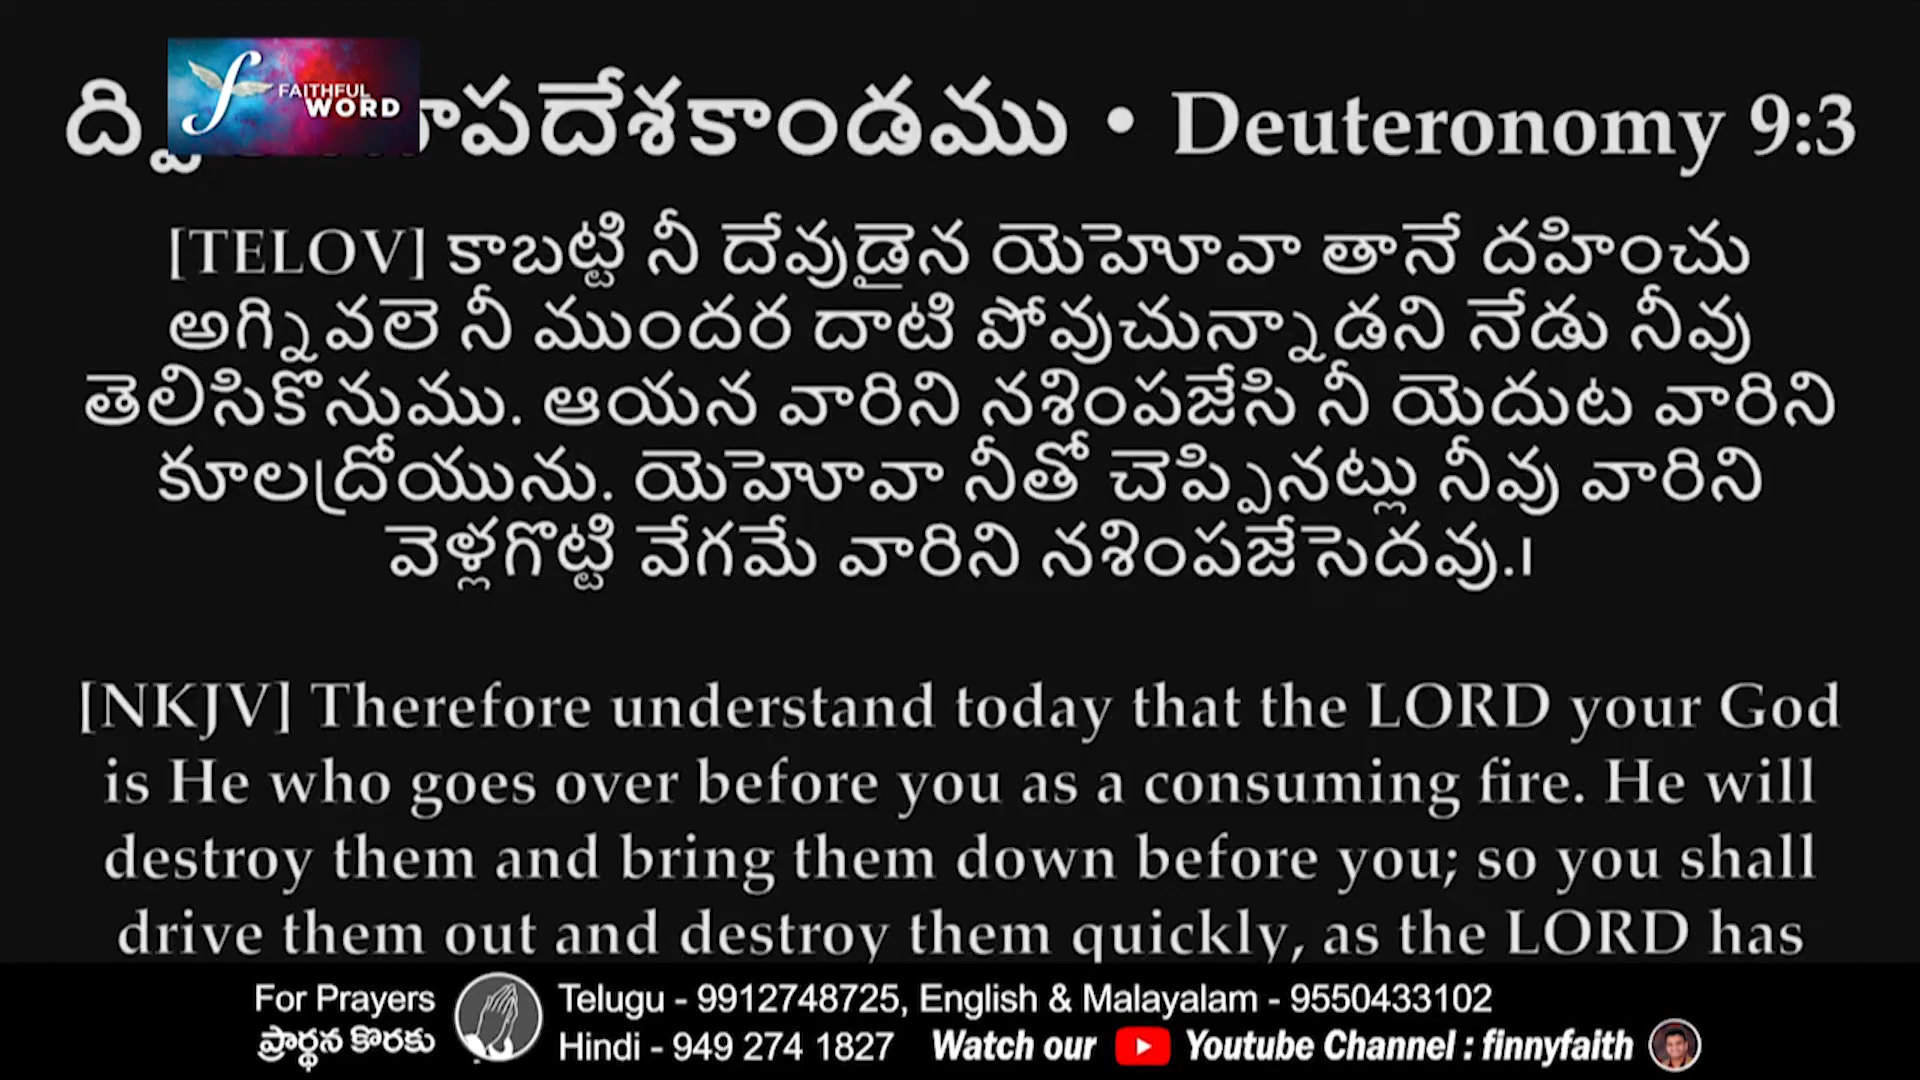 FAITHFUL
WORD
• Deuteronomy 9:3
[TELOV] కాబట్టి నీ దేవుడైన యెహోవా తానే దహించు
అగ్నివలె నీ ముందర దాటి పోవుచున్నాడని నేడు నీవు
తెలిసికొనుము. ఆయన వారిని నశింపజేసి నీ యెదుట వారిని
కూలద్రోయును. యెహోవా నీతో చెప్పినట్లు నీవు వారిని
వెళ్లగొట్టి వేగమే వారిని నశింపజేసెదవు.।
[NKJV] Therefore understand today that the LORD your God
is He who goes over before you as a consuming fire. He will
destroy them and bring them down before you; so you shall
drive them out and destroy them quickly, as the LORD has
For Prayers Telugu - 9912748725, English & Malayalam - 9550433102
ప్రార్థన కొరకు Hindi - 949 274 1827 Watch our Youtube Channel : finnyfaith